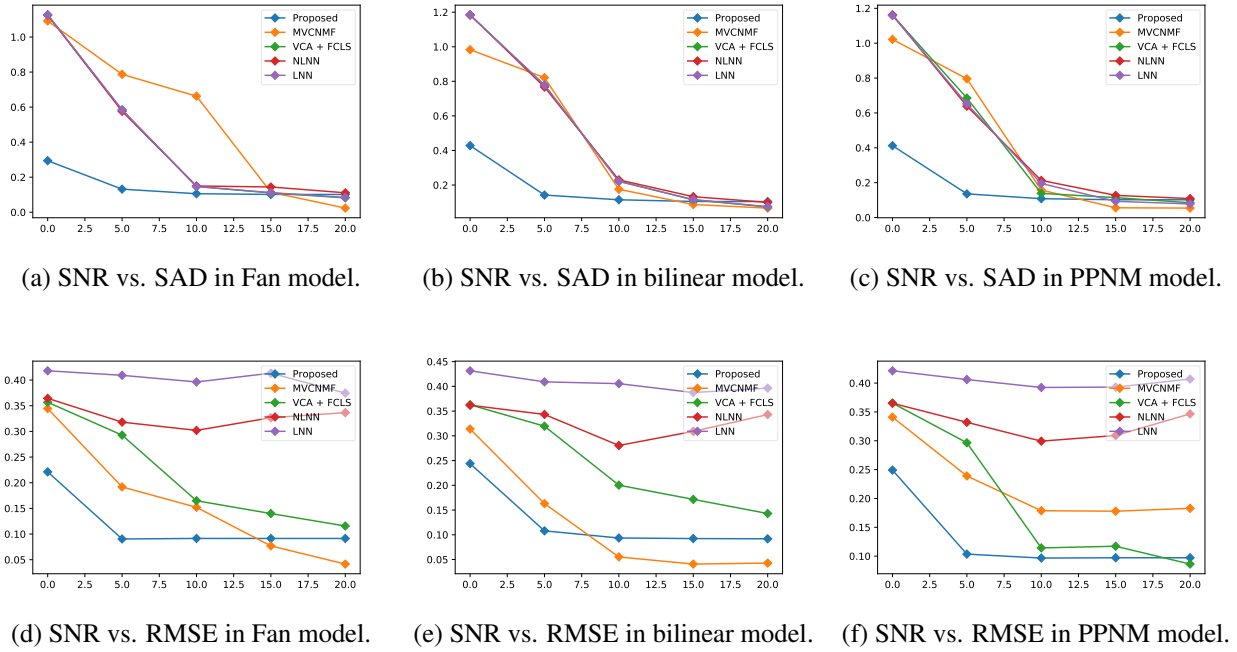 1.0
0.8
0.6
0.4
0.2
0.0
0.0 2.5 5.0 7.5 10.0 12.5 15.0 17.5 20.0
Proposed
MVCNMF
VCA + FCLS
NLNN
LNN
(a) SNR vs. SAD in Fan model.
1.2
1.0
0.8
0.6
0.4
0.2
0.0 2.5 5.0 7.5 10.0 12.5 15.0 17.5 20.0
Proposed
MVCNMF
VCA + FCLS
NLNN
LNN
(b) SNR vs. SAD in bilinear model.
1.2
1.0
0.8
0.6
0.4
0.2
0.0
0.0 2.5 5.0 7.5 10.0 12.5 15.0 17.5 20.0
Proposed
MVCNMF
VCA + FCLS
NLNN
LNN
(c) SNR vs. SAD in PPNM model.
0.40
0.35
0.30
0.25
0.20
0.15
0.10
0.05
0.0 2.5 5.0 7.5 10.0 12.5 15.0 17.5 20.0
Proposed
MVCNMF
VCA + FCLS
NLNN
LNN
(d) SNR vs. RMSE in Fan model.
0.45
0.40
0.35
0.30
0.25
0.20
0.15
0.10
0.05
0.0 2.5 5.0 7.5 10.0 12.5 15.0 17.5 20.0
Proposed
MVCNMF
VCA + FCLS
NLNN
LNN
(e) SNR vs. RMSE in bilinear model.
0.40
0.35
0.30
0.25
0.20
0.15
0.10
0.0 2.5 5.0 7.5 10.0 12.5 15.0 17.5 20.0
Proposed
MVCNMF
VCA + FCLS
NLNN
LNN
(f) SNR vs. RMSE in PPNM model.